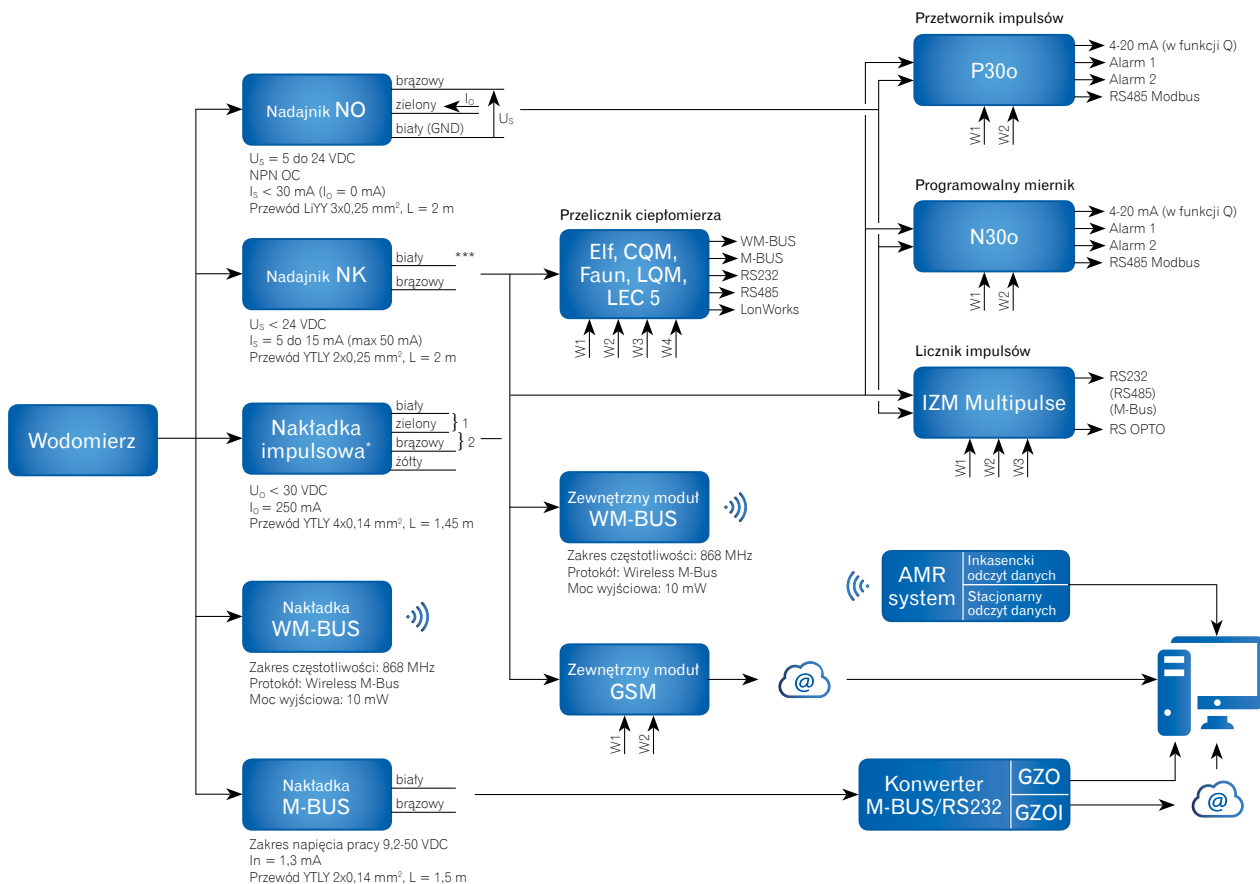 Wodomierz
Nadajnik NO
brązowy
zielony
I₀
biały (GND)
Uₛ
Uₛ = 5 do 24 VDC
NPN OC
Iₛ < 30 mA (I₀ = 0 mA)
Przewód LiYY 3x0,25 mm², L = 2 m
Nadajnik NK
biały
***
brązowy
Uₛ < 24 VDC
Iₛ = 5 do 15 mA (max 50 mA)
Przewód YTLY 2x0,25 mm², L = 2 m
Nakładka
impulsowa*
biały
zielony
} 1
brązowy
} 2
żółty
U₀ < 30 VDC
I₀ = 250 mA
Przewód YTLY 4x0,14 mm², L = 1,45 m
Nakładka
WM-BUS
Zakres częstotliwości: 868 MHz
Protokół: Wireless M-Bus
Moc wyjściowa: 10 mW
Nakładka
M-BUS
biały
brązowy
Zakres napięcia pracy 9,2-50 VDC
In = 1,3 mA
Przewód YTLY 2x0,14 mm², L = 1,5 m
Przelicznik ciepłomierza
Elf, CQM,
Faun, LQM,
LEC 5
WM-BUS
M-BUS
RS232
RS485
LonWorks
W1
W2
W3
W4
Zewnętrzny moduł
WM-BUS
Zakres częstotliwości: 868 MHz
Protokół: Wireless M-Bus
Moc wyjściowa: 10 mW
Zewnętrzny moduł
GSM
W1
W2
@
Przetwornik impulsów
P30o
4-20 mA (w funkcji Q)
Alarm 1
Alarm 2
RS485 Modbus
W1
W2
Programowalny miernik
N30o
4-20 mA (w funkcji Q)
Alarm 1
Alarm 2
RS485 Modbus
W1
W2
Licznik impulsów
IZM Multipulse
RS232
(RS485)
(M-Bus)
RS OPTO
W1
W2
W3
AMR
system
Inkasencki
odczyt danych
Stacjonarny
odczyt danych
Konwerter
M-BUS/RS232
GZO
GZOI
@